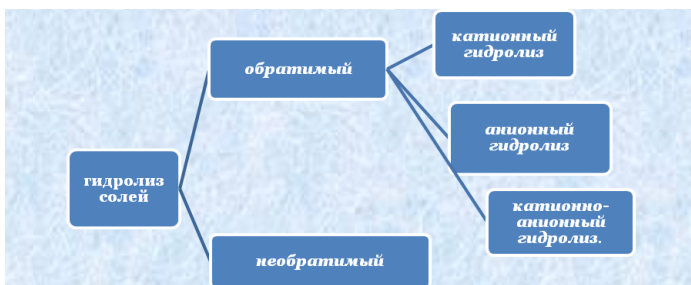 гидролиз
солей
обратимый
необратимый
катионный
гидролиз
анионный
гидролиз
катионно-
анионный
гидролиз.